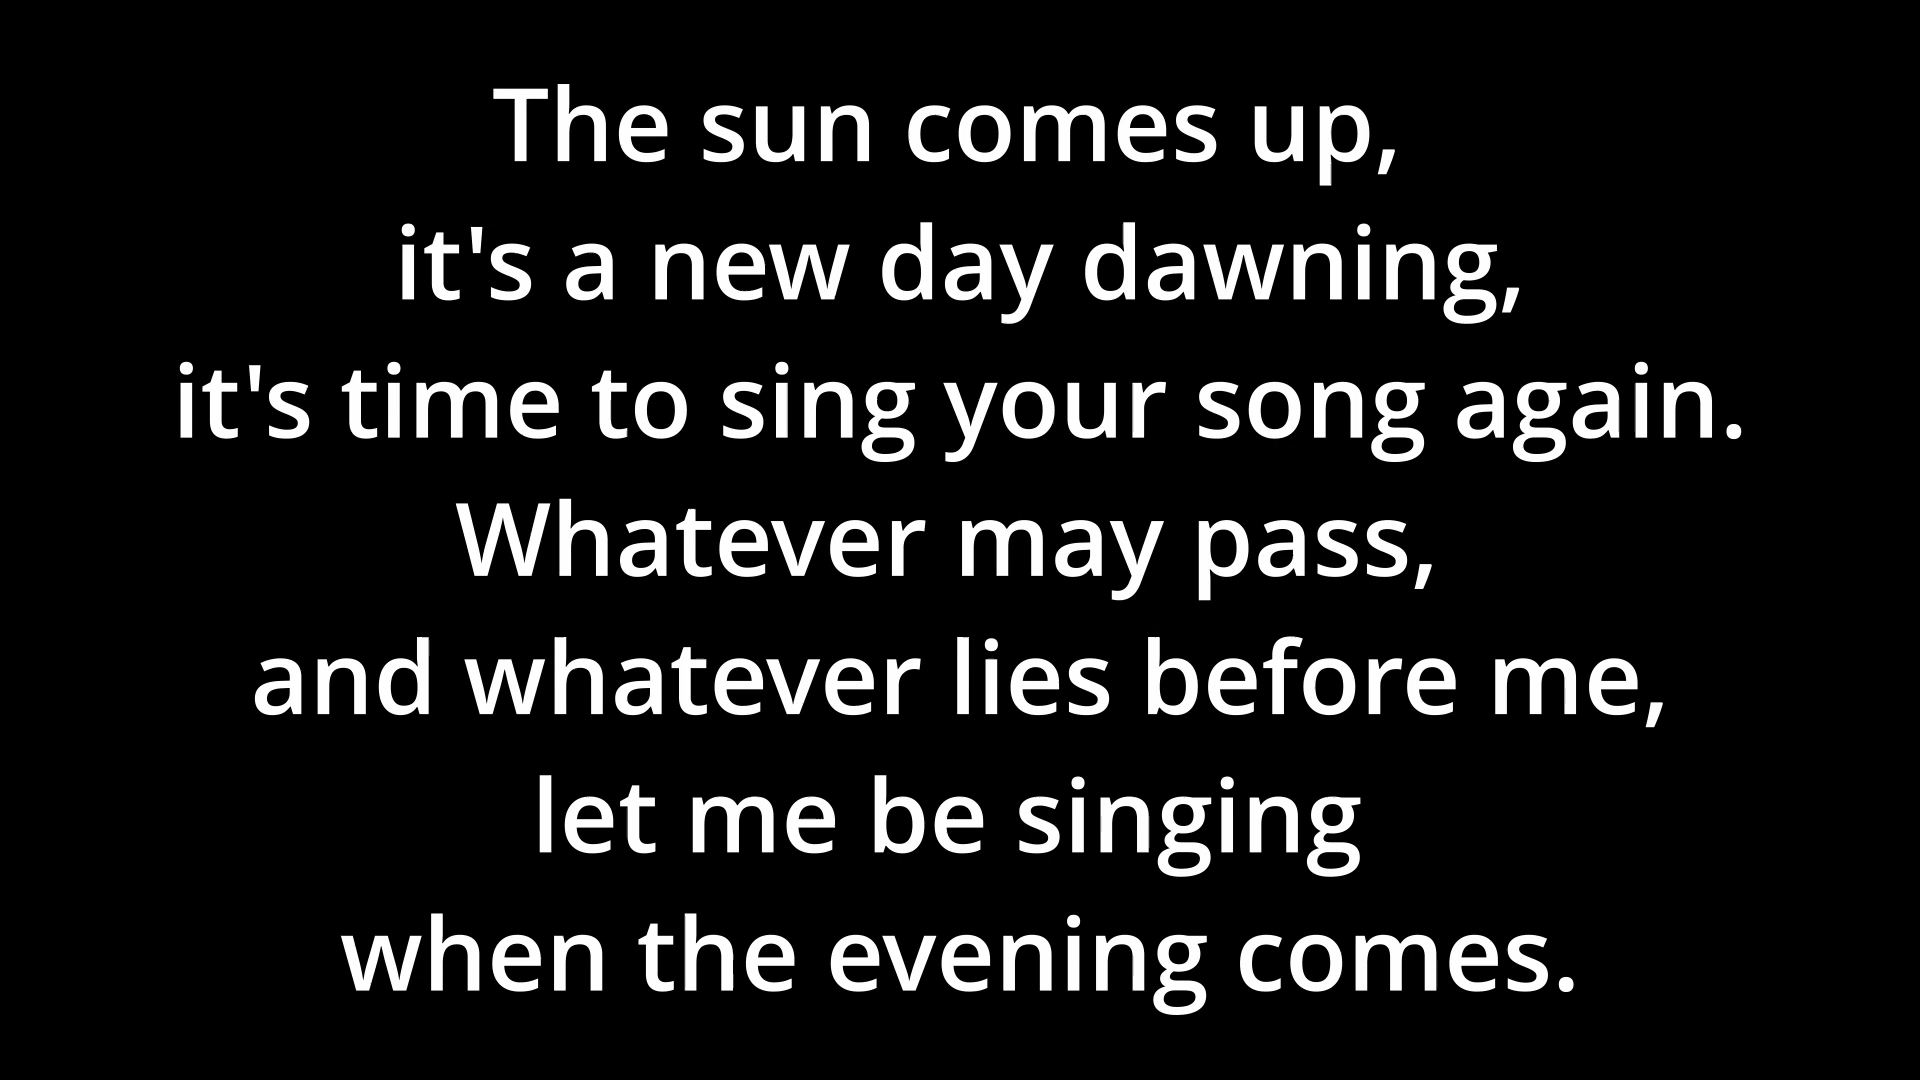 The sun comes up,
it's a new day dawning,
it's time to sing your song again.
Whatever may pass,
and whatever lies before me,
let me be singing
when the evening comes.